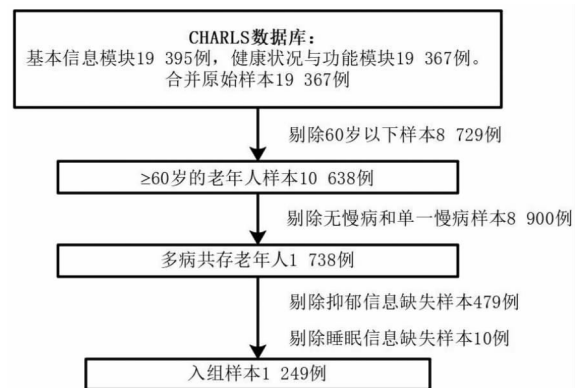 CHARLS数据库：
基本信息模块19 395例，健康状况与功能模块19 367例。
合并原始样本19 367例
剔除60岁以下样本8 729例
≥60岁的老年人样本10 638例
剔除无慢病和单一慢病样本8 900例
多病共存老年人1 738例
剔除抑郁信息缺失样本479例
剔除睡眠信息缺失样本10例
入组样本1 249例